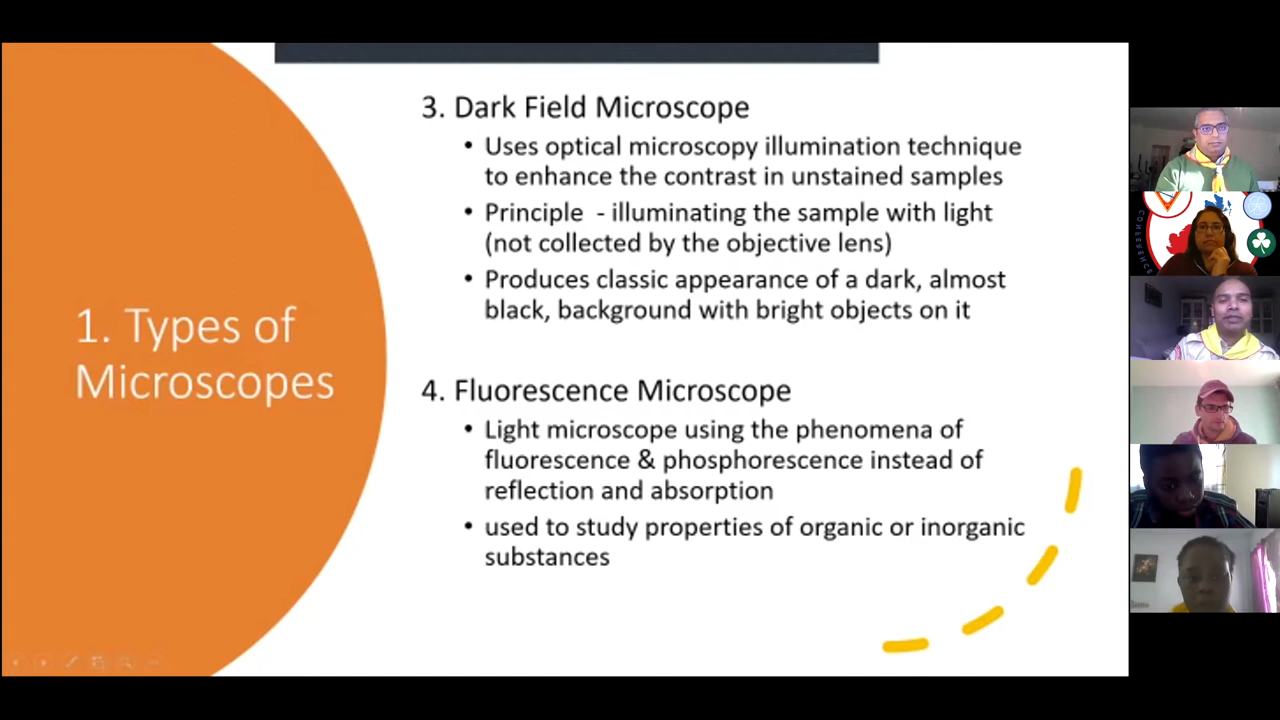 3. Dark Field Microscope
• Uses optical microscopy illumination technique
to enhance the contrast in unstained samples
• Principle - illuminating the sample with light
(not collected by the objective lens)
• Produces classic appearance of a dark, almost
black, background with bright objects on it
1. Types of
Microscopes
4. Fluorescence Microscope
• Light microscope using the phenomena of
fluorescence & phosphorescence instead of
reflection and absorption
• used to study properties of organic or inorganic
substances
CONFERENCE